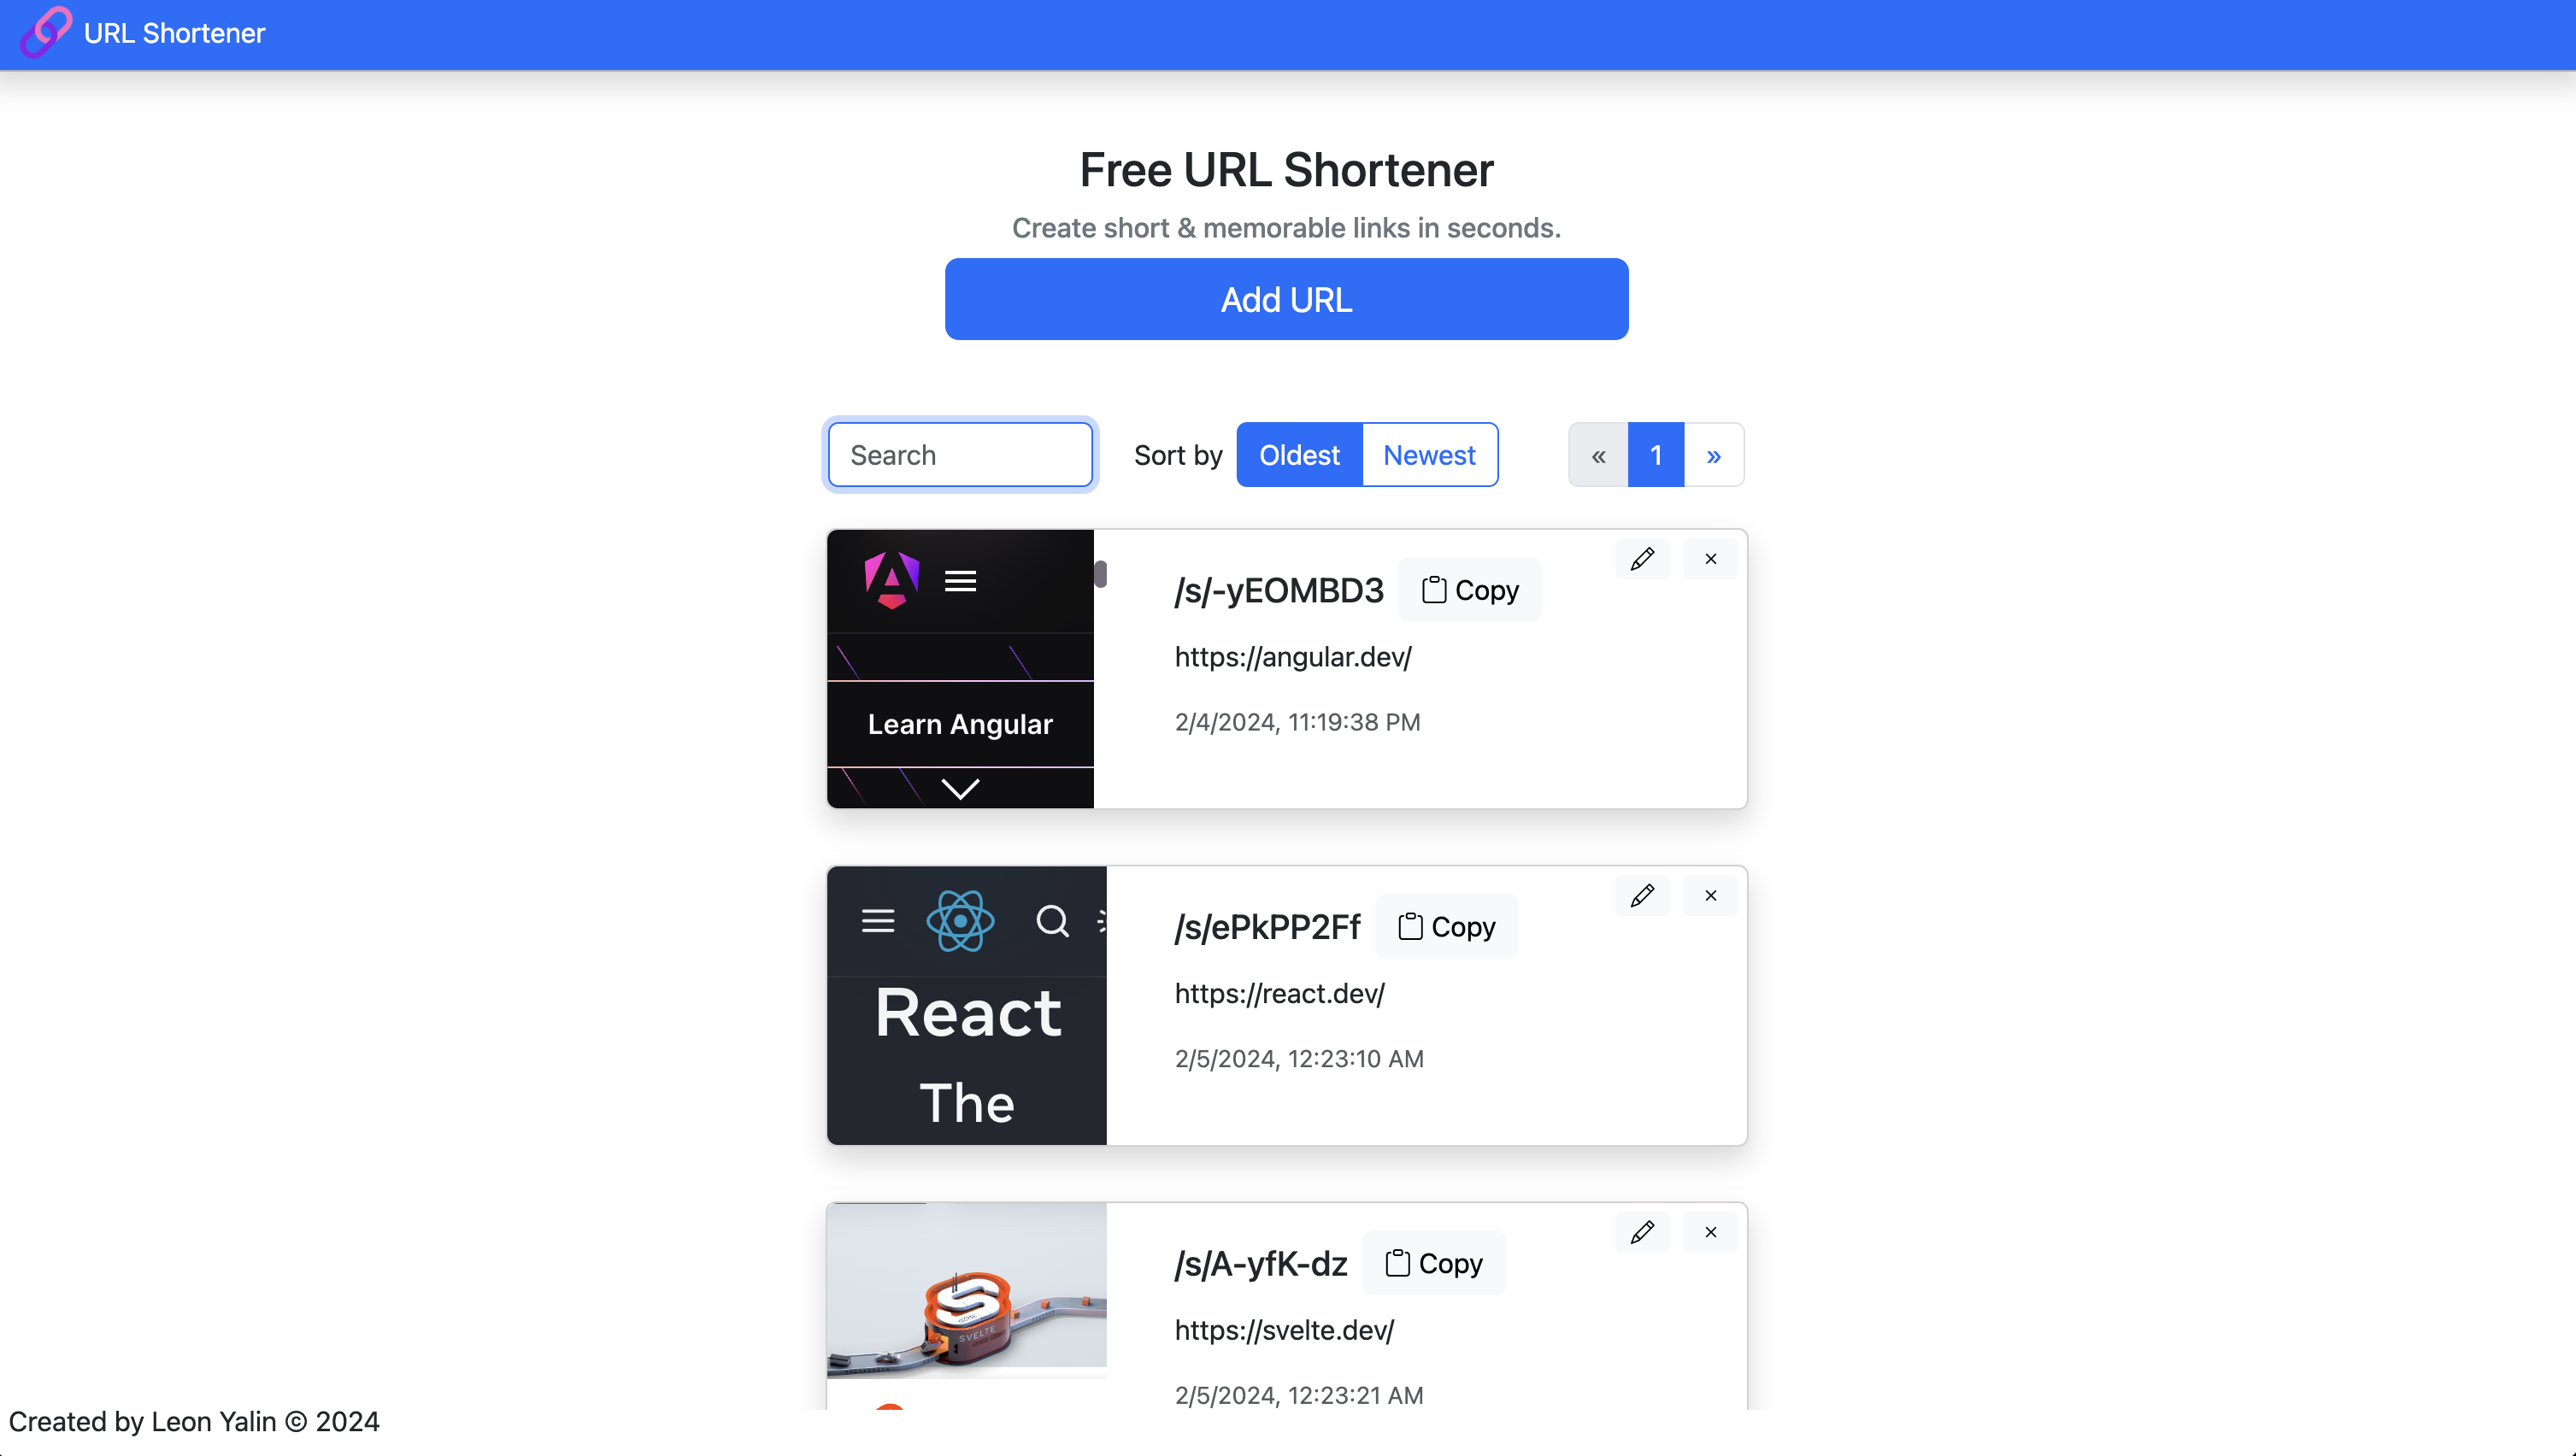 URL Shortener
Free URL Shortener
Create short & memorable links in seconds.
Add URL
Search
Sort by Oldest Newest « 1 »
/s/-yEOMBD3 Copy
https://angular.dev/
Learn Angular
2/4/2024, 11:19:38 PM
/s/ePkPP2Ff Copy
https://react.dev/
React
The
2/5/2024, 12:23:10 AM
/s/A-yfK-dz Copy
SVELTE
https://svelte.dev/
2/5/2024, 12:23:21 AM
Created by Leon Yalin © 2024